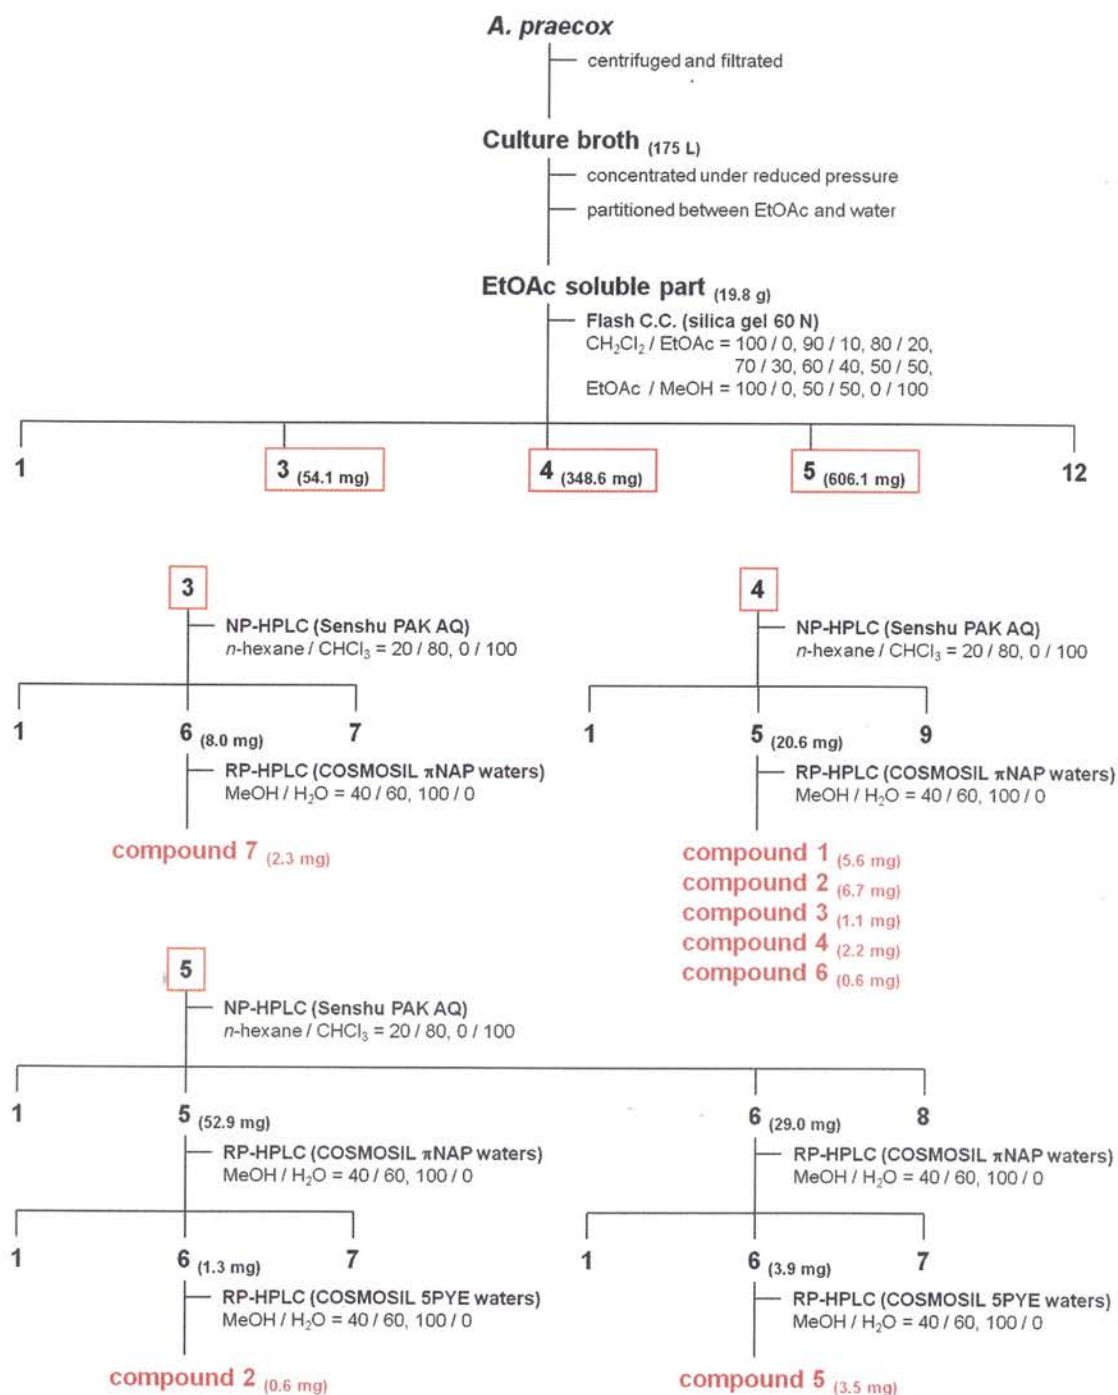 A. praecox
centrifuged and filtrated
Culture broth (175 L)
concentrated under reduced pressure
partitioned between EtOAc and water
EtOAc soluble part (19.8 g)
Flash C.C. (silica gel 60 N)
CH₂Cl₂ / EtOAc = 100 / 0, 90 / 10, 80 / 20,
70 / 30, 60 / 40, 50 / 50,
EtOAc / MeOH = 100 / 0, 50 / 50, 0 / 100
1 3 (54.1 mg) 4 (348.6 mg) 5 (606.1 mg) 12
3
NP-HPLC (Senshu PAK AQ)
n-hexane / CHCl₃ = 20 / 80, 0 / 100
1 6 (8.0 mg) 7
RP-HPLC (COSMOSIL πNAP waters)
MeOH / H₂O = 40 / 60, 100 / 0
compound 7 (2.3 mg)
4
NP-HPLC (Senshu PAK AQ)
n-hexane / CHCl₃ = 20 / 80, 0 / 100
1 5 (20.6 mg) 9
RP-HPLC (COSMOSIL πNAP waters)
MeOH / H₂O = 40 / 60, 100 / 0
compound 1 (5.6 mg)
compound 2 (6.7 mg)
compound 3 (1.1 mg)
compound 4 (2.2 mg)
compound 6 (0.6 mg)
5
NP-HPLC (Senshu PAK AQ)
n-hexane / CHCl₃ = 20 / 80, 0 / 100
1 5 (52.9 mg) 6 (29.0 mg) 8
RP-HPLC (COSMOSIL πNAP waters)
MeOH / H₂O = 40 / 60, 100 / 0
1 6 (1.3 mg) 7
RP-HPLC (COSMOSIL 5PYE waters)
MeOH / H₂O = 40 / 60, 100 / 0
compound 2 (0.6 mg)
RP-HPLC (COSMOSIL πNAP waters)
MeOH / H₂O = 40 / 60, 100 / 0
1 6 (3.9 mg) 7
RP-HPLC (COSMOSIL 5PYE waters)
MeOH / H₂O = 40 / 60, 100 / 0
compound 5 (3.5 mg)